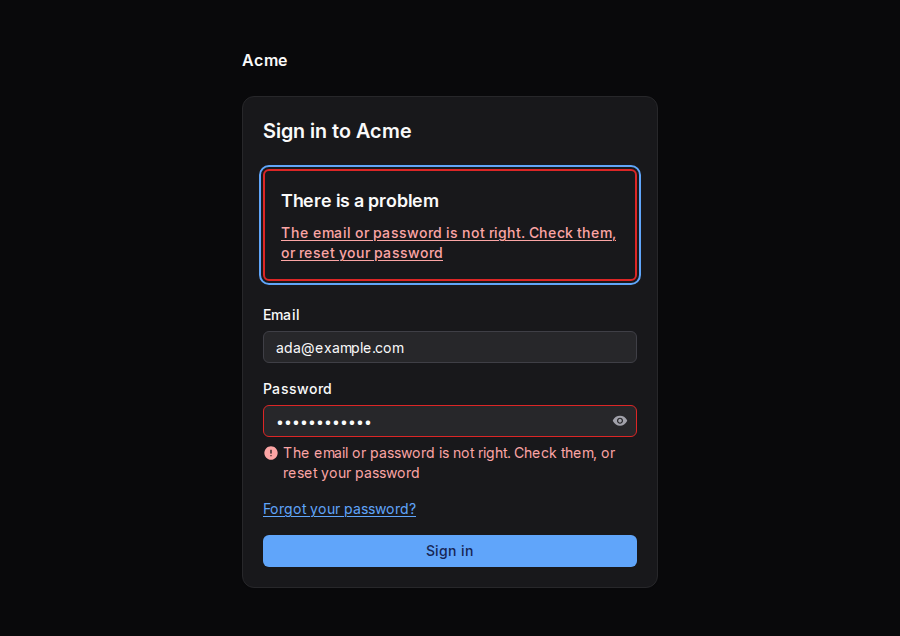 Acme
Sign in to Acme
There is a problem
The email or password is not right. Check them,
or reset your password
Email
ada@example.com
Password
••••••••••••
The email or password is not right. Check them, or
reset your password
Forgot your password?
Sign in